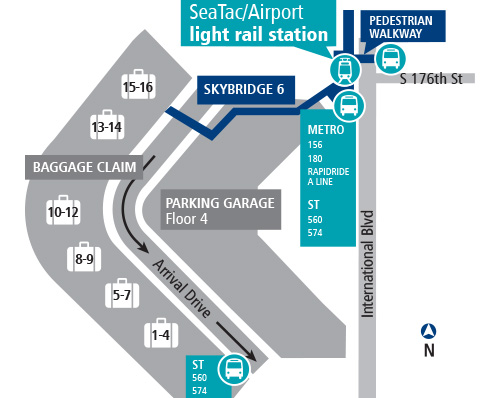 SeaTac/Airport
light rail station
PEDESTRIAN
WALKWAY
S 176th St
15-16
SKYBRIDGE 6
13-14
METRO
156
180
RAPIDRIDE
A LINE
ST
560
574
BAGGAGE CLAIM
PARKING GARAGE
Floor 4
10-12
8-9
5-7
1-4
Arrival Drive
International Blvd
N
ST
560
574